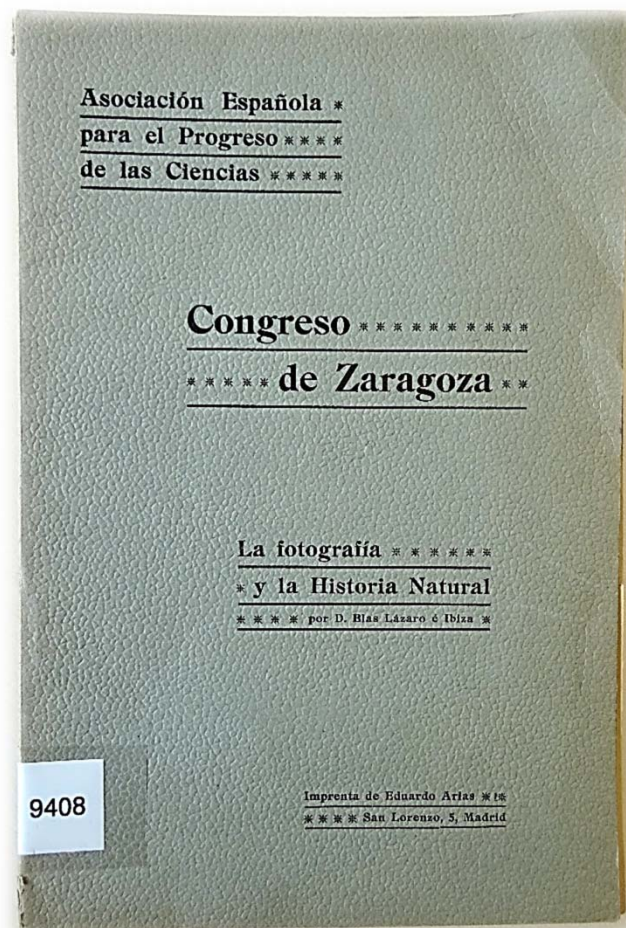 Asociación Española *
para el Progreso * * * *
de las Ciencias * * * * *
Congreso * * * * * * * * * *
* * * * * de Zaragoza * *
La fotografía * * * * * *
* y la Historia Natural
* * * * por D. Blas Lázaro é Ibiza *
9408
Imprenta de Eduardo Arias * *
* * * * San Lorenzo, 5, Madrid